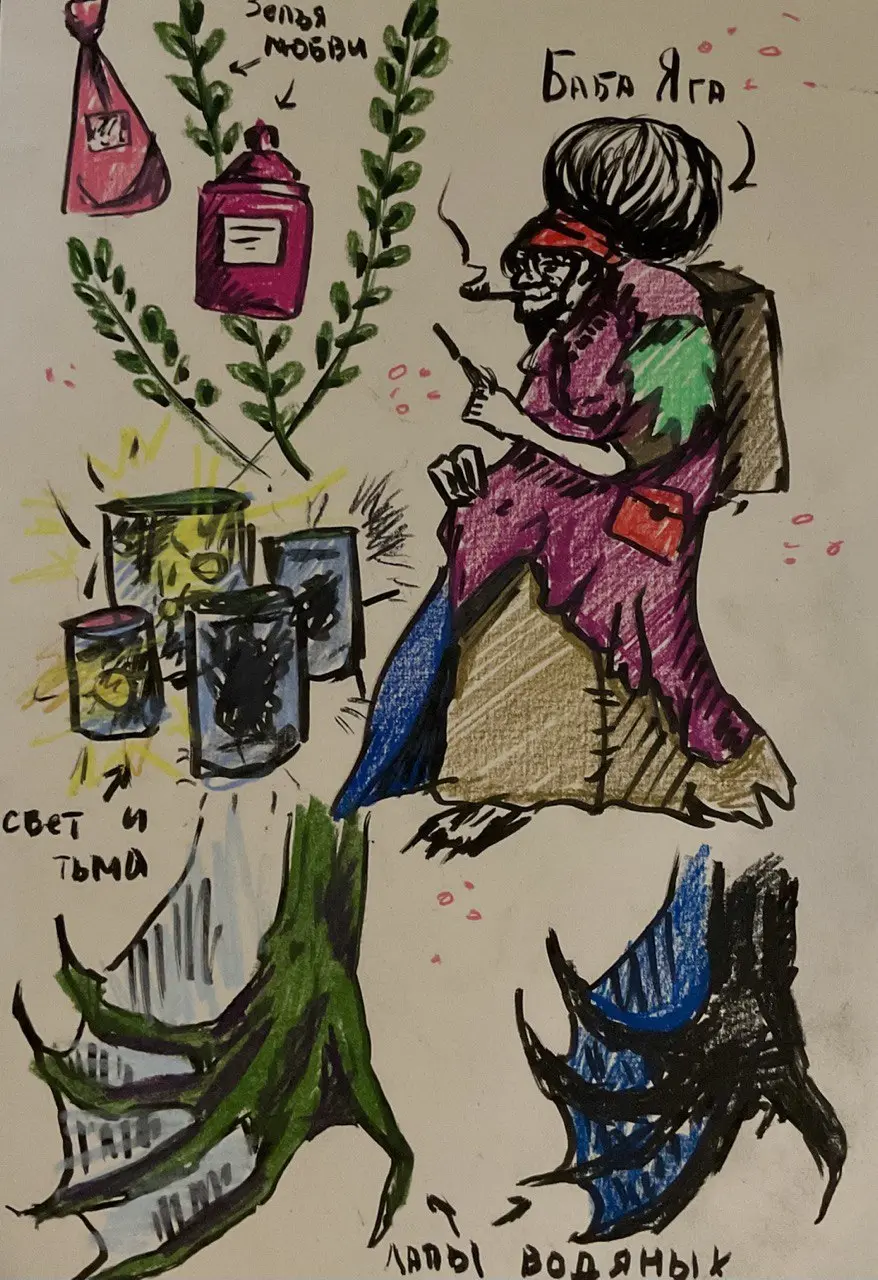 Зелья
любви
Баба Яга
свет и
тьма
лапы водяных